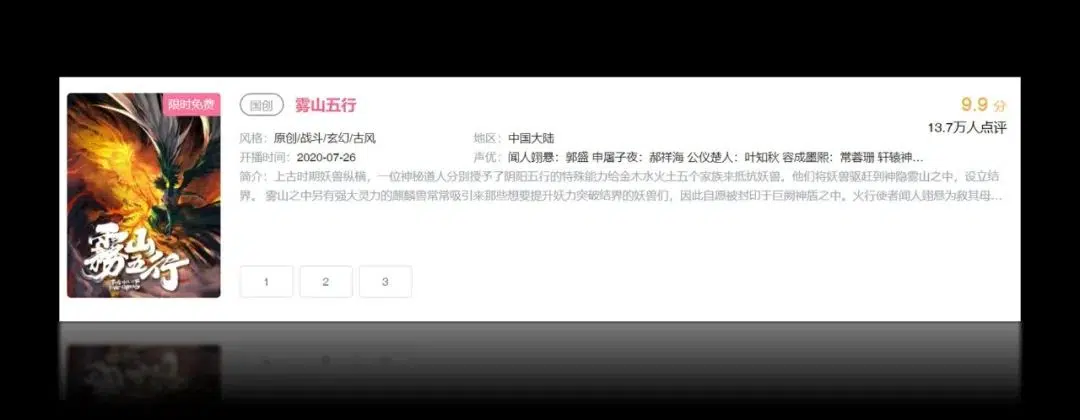 限时免费
国创 雾山五行
9.9 分
13.7万人点评
风格：原创/战斗/玄幻/古风
地区：中国大陆
开播时间：2020-07-26
声优：闻人翊悬：郭盛 申屠子夜：郝祥海 公仪楚人：叶知秋 容成墨熙：常蓉珊 轩辕神…
简介：上古时期妖兽纵横，一位神秘道人分别授予了阴阳五行的特殊能力给金木水火土五个家族来抵抗妖兽。他们将妖兽驱赶到神隐雾山之中，设立结
界。 雾山之中另有强大灵力的麒麟兽常常吸引来那些想要提升妖力突破结界的妖兽们，因此自愿被封印于巨阙神盾之中。火行使者闻人翊悬为救其母…
雾山
五行
1 2 3